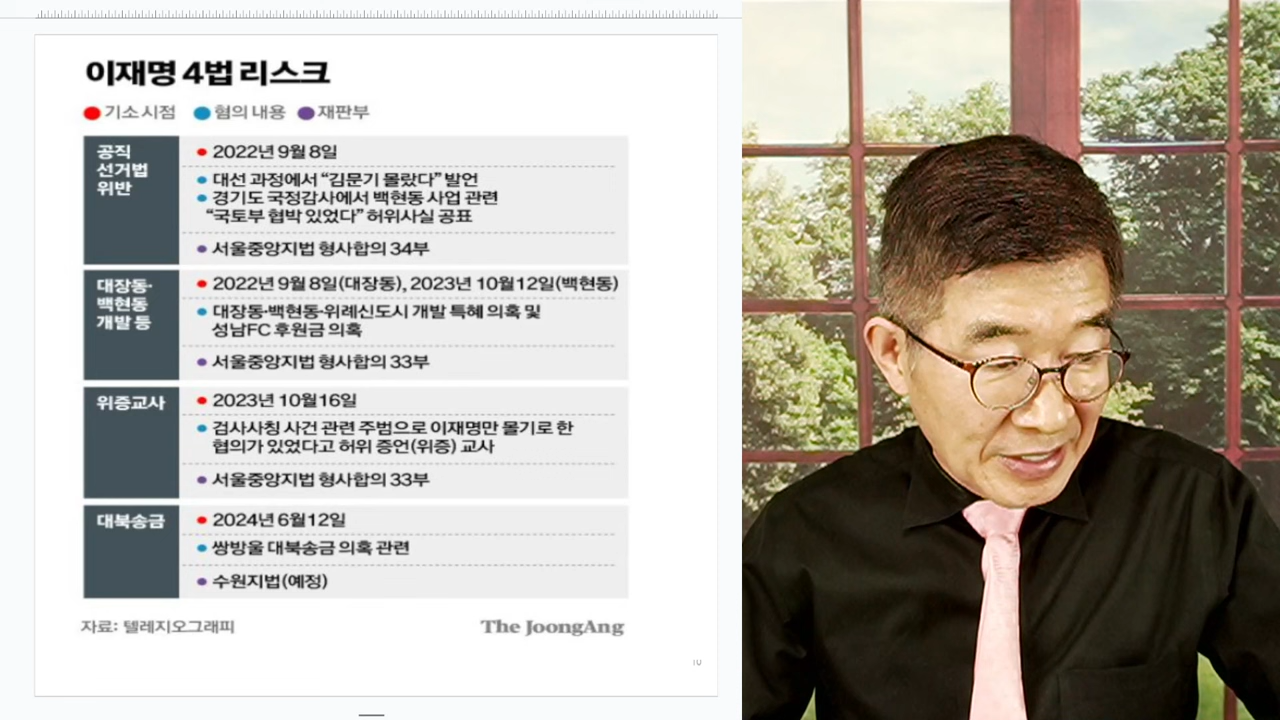 이재명 4법 리스크
기소 시점 혐의 내용 재판부
공직
선거법
위반
2022년 9월 8일
대선 과정에서 “김문기 몰랐다” 발언
경기도 국정감사에서 백현동 사업 관련
“국토부 협박 있었다” 허위사실 공표
서울중앙지법 형사합의 34부
대장동·
백현동
개발 등
2022년 9월 8일(대장동), 2023년 10월12일(백현동)
대장동·백현동·위례신도시 개발 특혜 의혹 및
성남FC 후원금 의혹
서울중앙지법 형사합의 33부
위증교사
2023년 10월16일
검사사칭 사건 관련 주범으로 이재명만 몰기로 한
협의가 있었다고 허위 증언(위증) 교사
서울중앙지법 형사합의 33부
대북송금
2024년 6월12일
쌍방울 대북송금 의혹 관련
수원지법(예정)
자료: 텔레지오그래피
The JoongAng
10